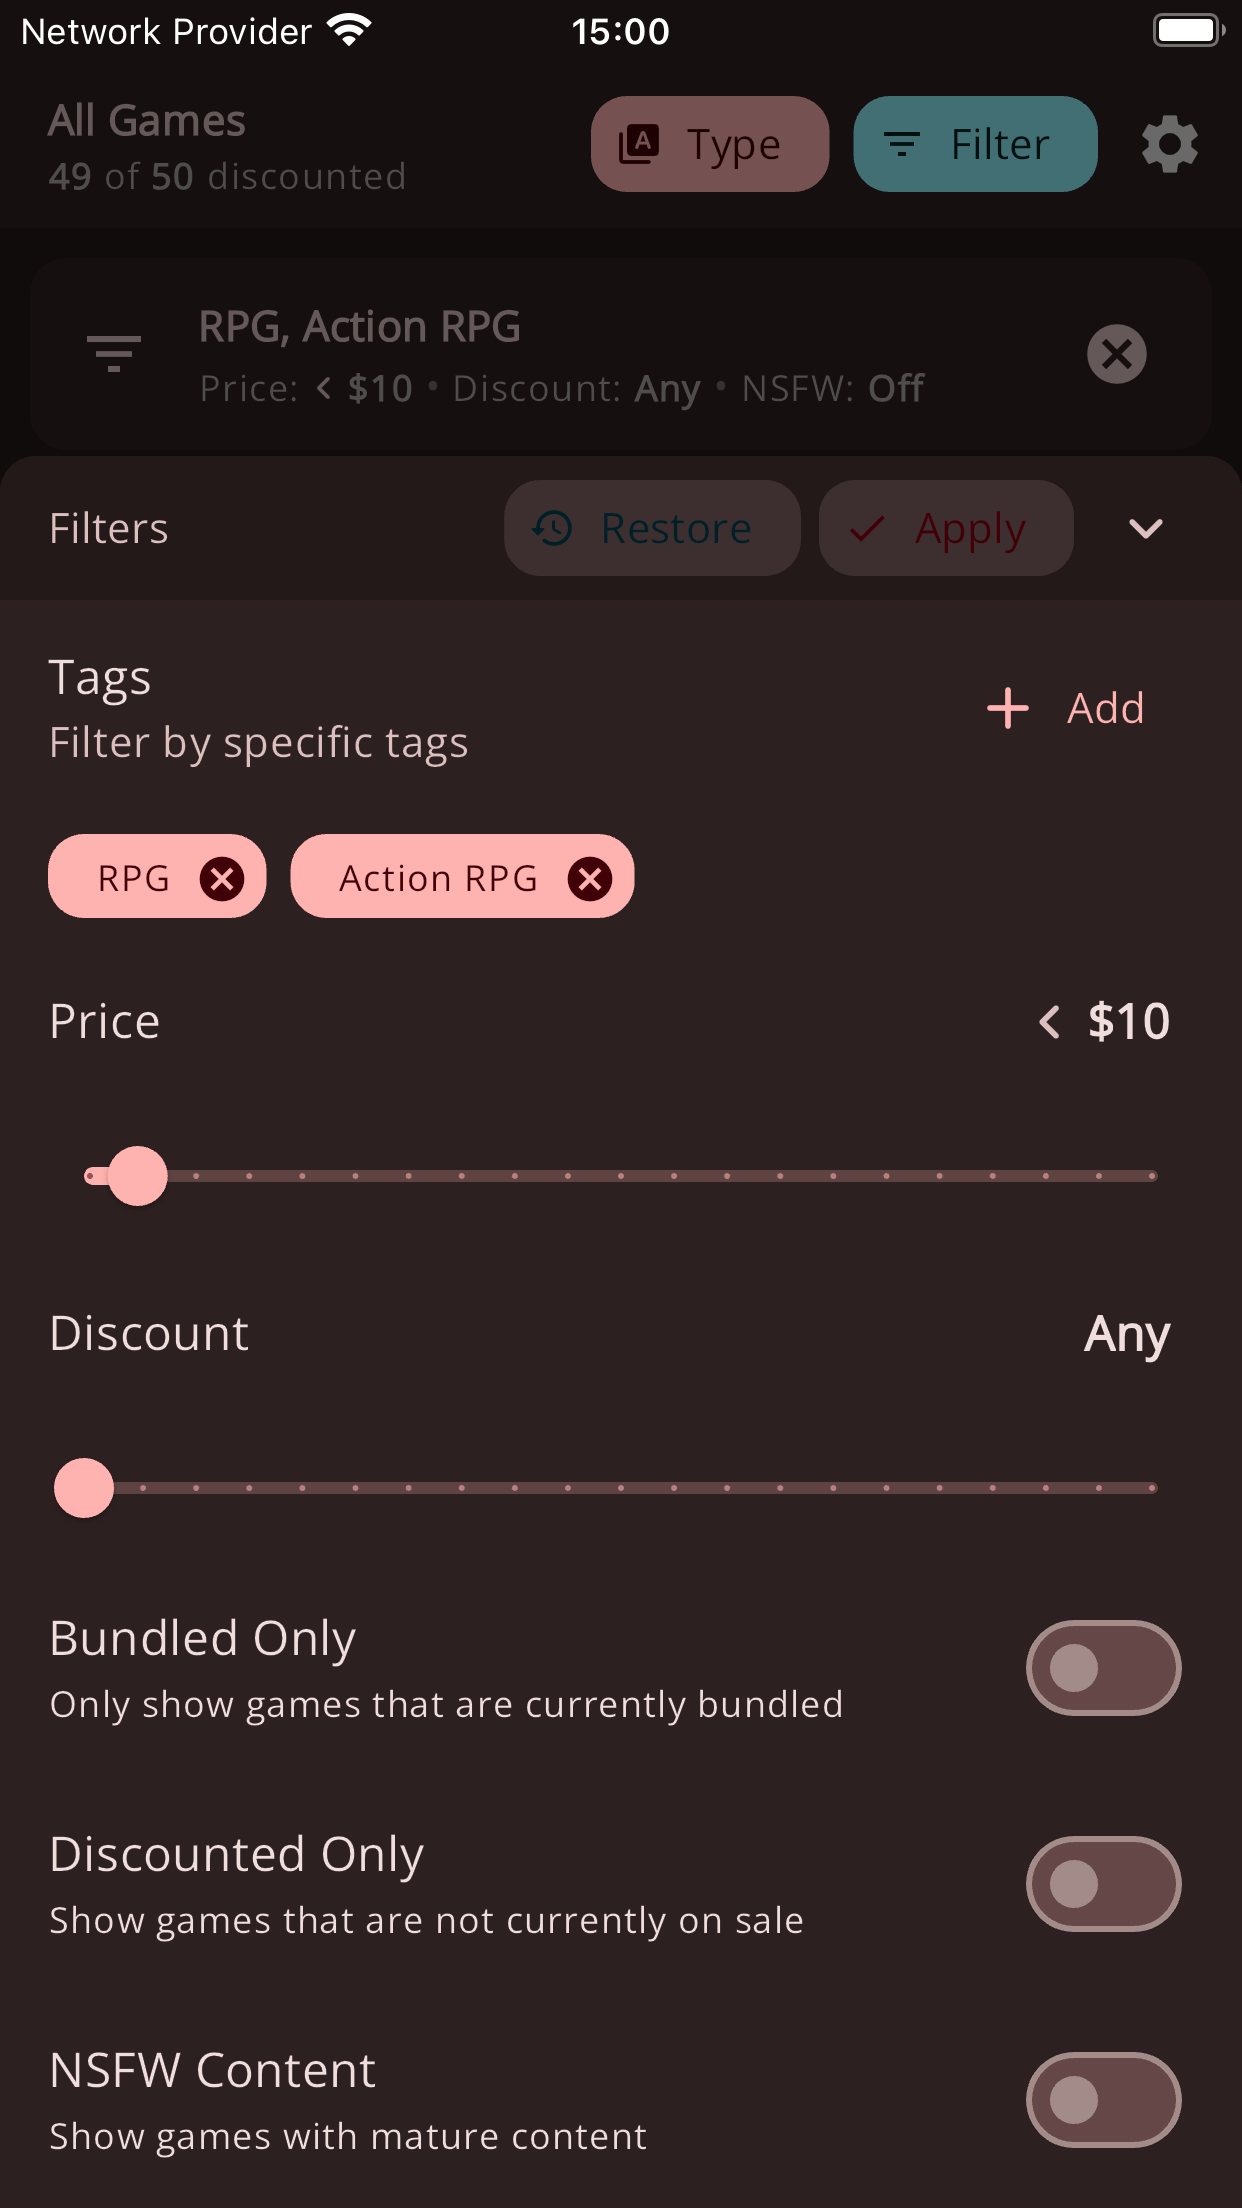 Network Provider 15:00
All Games
49 of 50 discounted
Type
Filter
RPG, Action RPG
Price: < $10 • Discount: Any • NSFW: Off
Filters
Restore
Apply
Tags
Filter by specific tags
Add
RPG
Action RPG
Price
< $10
Discount
Any
Bundled Only
Only show games that are currently bundled
Discounted Only
Show games that are not currently on sale
NSFW Content
Show games with mature content